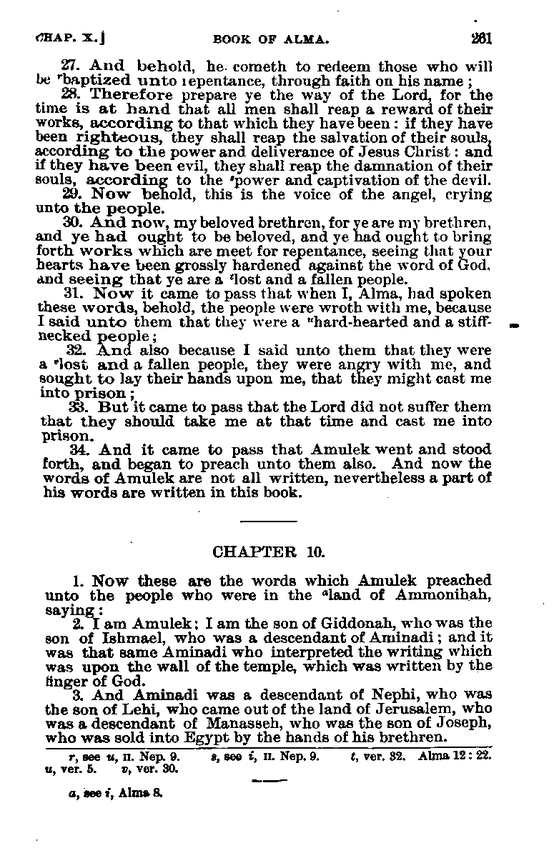 CHAP. X.] BOOK OF ALMA. 261
27. And behold, he cometh to redeem those who will
be ʳbaptized unto repentance, through faith on his name;
28. Therefore prepare ye the way of the Lord, for the
time is at hand that all men shall reap a reward of their
works, according to that which they have been: if they have
been righteous, they shall reap the salvation of their souls,
according to the power and deliverance of Jesus Christ: and
if they have been evil, they shall reap the damnation of their
souls, according to the ˢpower and captivation of the devil.
29. Now behold, this is the voice of the angel, crying
unto the people.
30. And now, my beloved brethren, for ye are my brethren,
and ye had ought to be beloved, and ye had ought to bring
forth works which are meet for repentance, seeing that your
hearts have been grossly hardened against the word of God,
and seeing that ye are a ᵗlost and a fallen people.
31. Now it came to pass that when I, Alma, had spoken
these words, behold, the people were wroth with me, because
I said unto them that they were a ᵘhard-hearted and a stiff-
necked people;
32. And also because I said unto them that they were
a ᵛlost and a fallen people, they were angry with me, and
sought to lay their hands upon me, that they might cast me
into prison;
33. But it came to pass that the Lord did not suffer them
that they should take me at that time and cast me into
prison.
34. And it came to pass that Amulek went and stood
forth, and began to preach unto them also. And now the
words of Amulek are not all written, nevertheless a part of
his words are written in this book.
CHAPTER 10.
1. Now these are the words which Amulek preached
unto the people who were in the ᵃland of Ammonihah,
saying:
2. I am Amulek; I am the son of Giddonah, who was the
son of Ishmael, who was a descendant of Aminadi; and it
was that same Aminadi who interpreted the writing which
was upon the wall of the temple, which was written by the
finger of God.
3. And Aminadi was a descendant of Nephi, who was
the son of Lehi, who came out of the land of Jerusalem, who
was a descendant of Manasseh, who was the son of Joseph,
who was sold into Egypt by the hands of his brethren.
r, see u, II. Nep. 9. s, see i, II. Nep. 9. t, ver. 32. Alma 12: 22.
u, ver. 5. v, ver. 30.
a, see i, Alma 8.